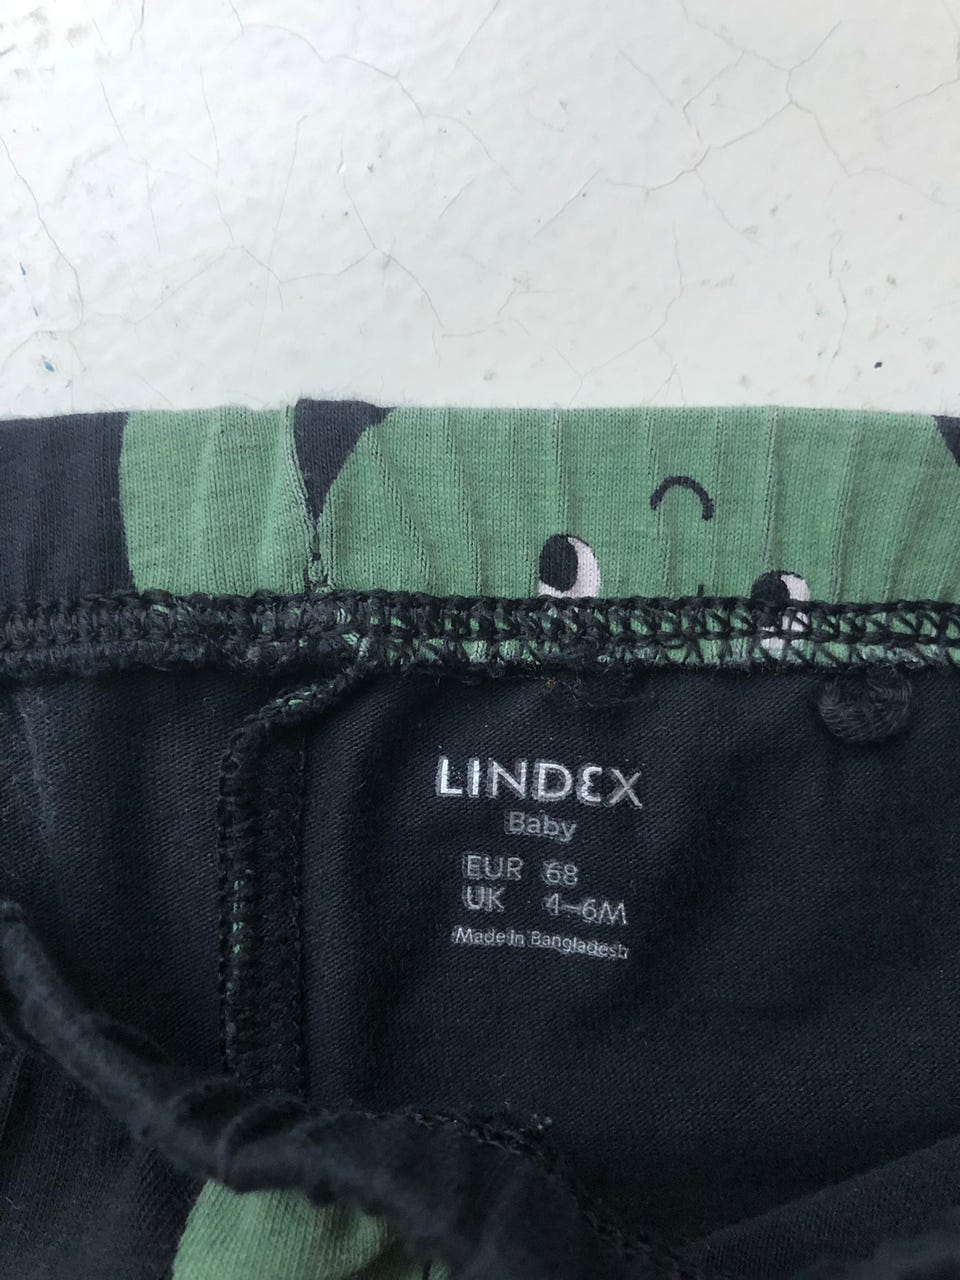 LINDEX
Baby
EUR 68
UK 4-6M
Made in Bangladesh